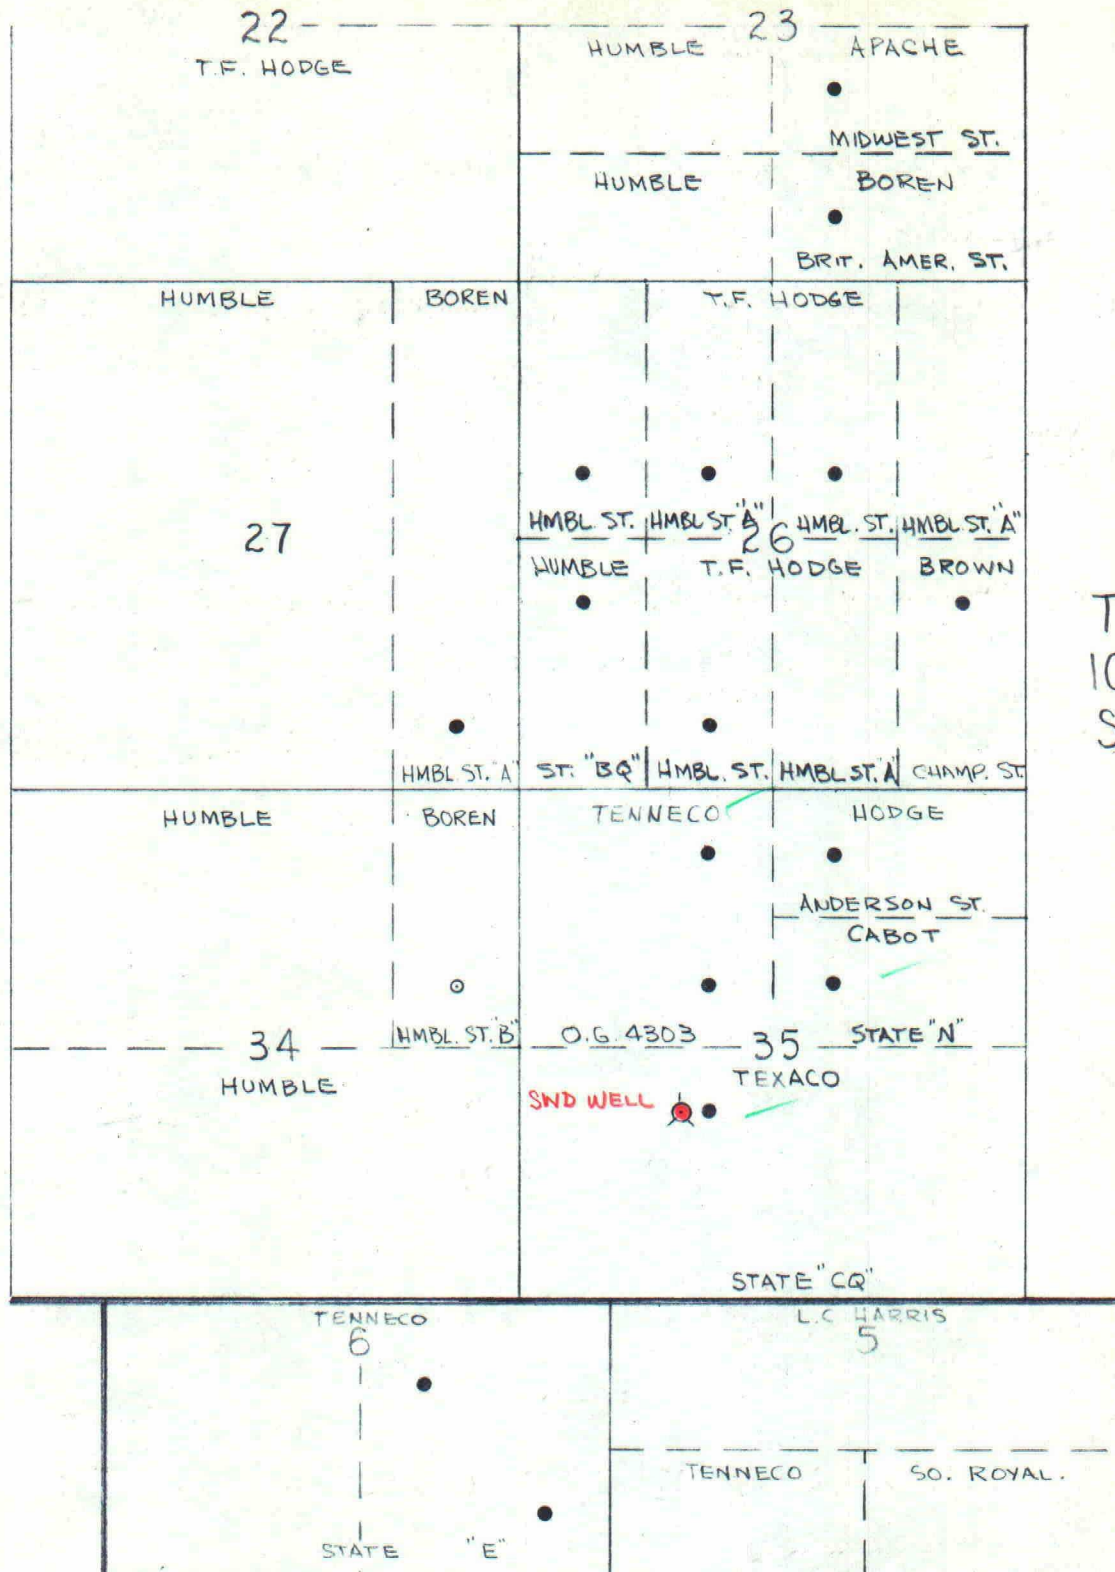 22
T.F. HODGE
23
HUMBLE
APACHE
MIDWEST ST.
HUMBLE
BOREN
BRIT. AMER. ST.
HUMBLE
BOREN
T.F. HODGE
27
HMBL. ST.
HMBL ST. "A"
26
HMBL. ST.
HMBL ST. "A"
HUMBLE
T.F. HODGE
BROWN
T
10
S
HMBL. ST. "A"
ST. "BQ"
HMBL. ST.
HMBL ST. "A"
CHAMP. ST.
HUMBLE
BOREN
TENNECO
HODGE
ANDERSON ST.
CABOT
34
HMBL. ST. "B"
O.G. 4303
35
STATE "N"
HUMBLE
TEXACO
SWD WELL
STATE "CQ"
TENNECO
6
L.C HARRIS
5
TENNECO
SO. ROYAL.
STATE "E"